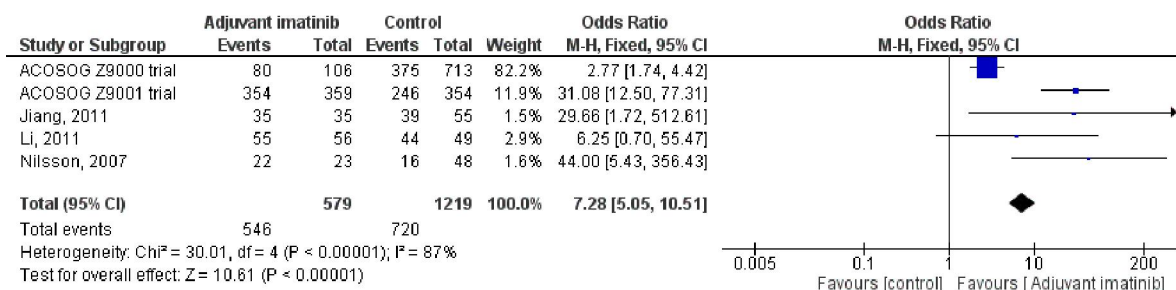 Adjuvant imatinib Control Odds Ratio Odds Ratio
Study or Subgroup Events Total Events Total Weight M-H, Fixed, 95% CI M-H, Fixed, 95% CI
ACOSOG Z9000 trial 80 106 375 713 82.2% 2.77 [1.74, 4.42]
ACOSOG Z9001 trial 354 359 246 354 11.9% 31.08 [12.50, 77.31]
Jiang, 2011 35 35 39 55 1.5% 29.66 [1.72, 512.61]
Li, 2011 55 56 44 49 2.9% 6.25 [0.70, 55.47]
Nilsson, 2007 22 23 16 48 1.6% 44.00 [5.43, 356.43]
Total (95% CI) 579 1219 100.0% 7.28 [5.05, 10.51]
Total events 546 720
Heterogeneity: Chi² = 30.01, df = 4 (P < 0.00001); I² = 87%
Test for overall effect: Z = 10.61 (P < 0.00001)
0.005 0.1 1 10 200
Favours [control] Favours [Adjuvant imatinib]